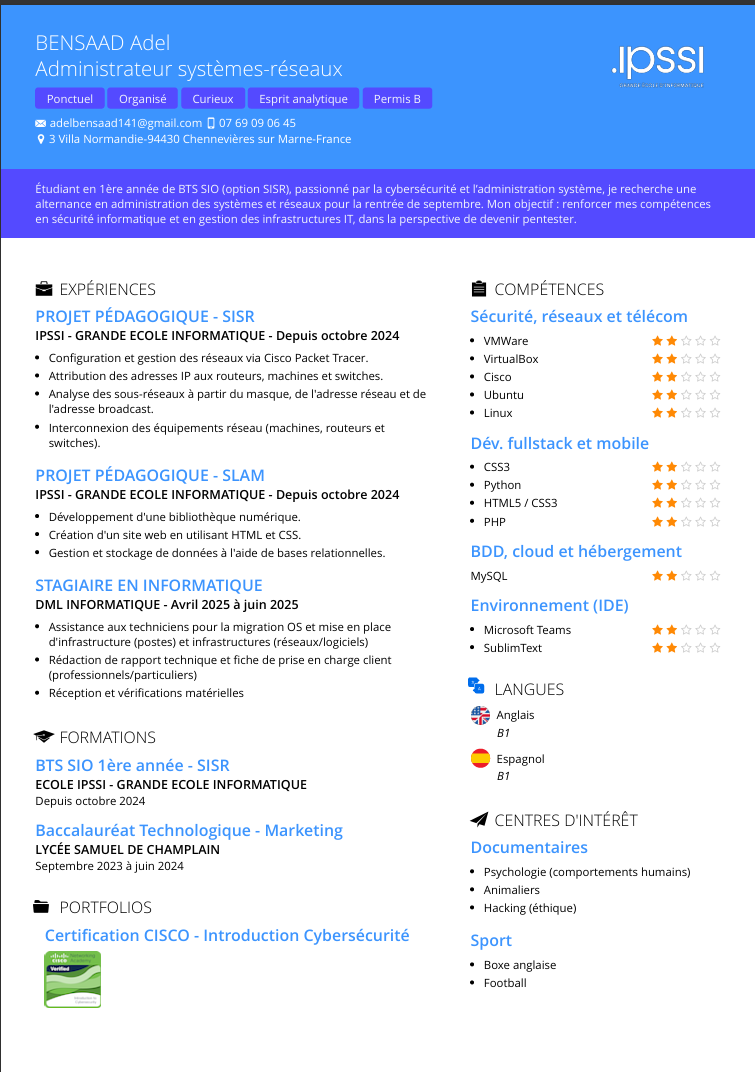 BENSAAD Adel
Administrateur systèmes-réseaux
Ponctuel Organisé Curieux Esprit analytique Permis B
adelbensaad141@gmail.com 07 69 09 06 45
3 Villa Normandie-94430 Chennevières sur Marne-France
.IPSSI
GRANDE ECOLE INFORMATIQUE
Étudiant en 1ère année de BTS SIO (option SISR), passionné par la cybersécurité et l'administration système, je recherche une
alternance en administration des systèmes et réseaux pour la rentrée de septembre. Mon objectif : renforcer mes compétences
en sécurité informatique et en gestion des infrastructures IT, dans la perspective de devenir pentester.
EXPÉRIENCES
PROJET PÉDAGOGIQUE - SISR
IPSSI - GRANDE ECOLE INFORMATIQUE - Depuis octobre 2024
• Configuration et gestion des réseaux via Cisco Packet Tracer.
• Attribution des adresses IP aux routeurs, machines et switches.
• Analyse des sous-réseaux à partir du masque, de l'adresse réseau et de
l'adresse broadcast.
• Interconnexion des équipements réseau (machines, routeurs et
switches).
PROJET PÉDAGOGIQUE - SLAM
IPSSI - GRANDE ECOLE INFORMATIQUE - Depuis octobre 2024
• Développement d'une bibliothèque numérique.
• Création d'un site web en utilisant HTML et CSS.
• Gestion et stockage de données à l'aide de bases relationnelles.
STAGIAIRE EN INFORMATIQUE
DML INFORMATIQUE - Avril 2025 à juin 2025
• Assistance aux techniciens pour la migration OS et mise en place
d'infrastructure (postes) et infrastructures (réseaux/logiciels)
• Rédaction de rapport technique et fiche de prise en charge client
(professionnels/particuliers)
• Réception et vérifications matérielles
FORMATIONS
BTS SIO 1ère année - SISR
ECOLE IPSSI - GRANDE ECOLE INFORMATIQUE
Depuis octobre 2024
Baccalauréat Technologique - Marketing
LYCÉE SAMUEL DE CHAMPLAIN
Septembre 2023 à juin 2024
PORTFOLIOS
Certification CISCO - Introduction Cybersécurité
cisco
Verified
COMPÉTENCES
Sécurité, réseaux et télécom
• VMWare
• VirtualBox
• Cisco
• Ubuntu
• Linux
Dév. fullstack et mobile
• CSS3
• Python
• HTML5 / CSS3
• PHP
BDD, cloud et hébergement
MySQL
Environnement (IDE)
• Microsoft Teams
• SublimText
LANGUES
Anglais
B1
Espagnol
B1
CENTRES D'INTÉRÊT
Documentaires
• Psychologie (comportements humains)
• Animaliers
• Hacking (éthique)
Sport
• Boxe anglaise
• Football